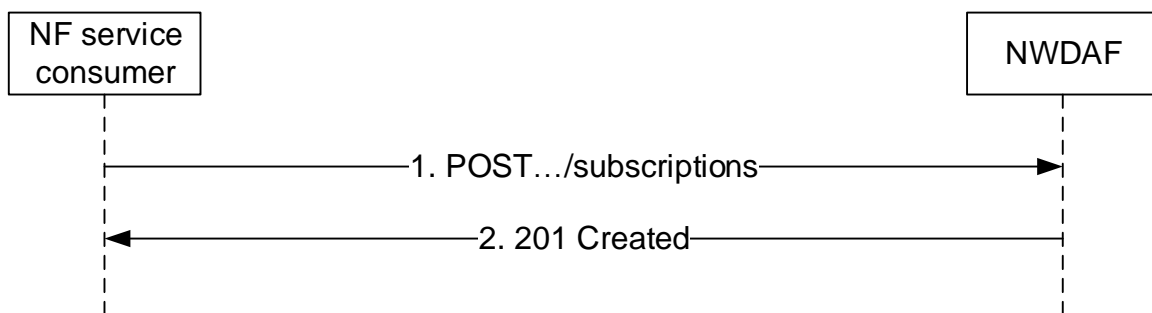 NF service
consumer
NWDAF
1. POST…/subscriptions
2. 201 Created